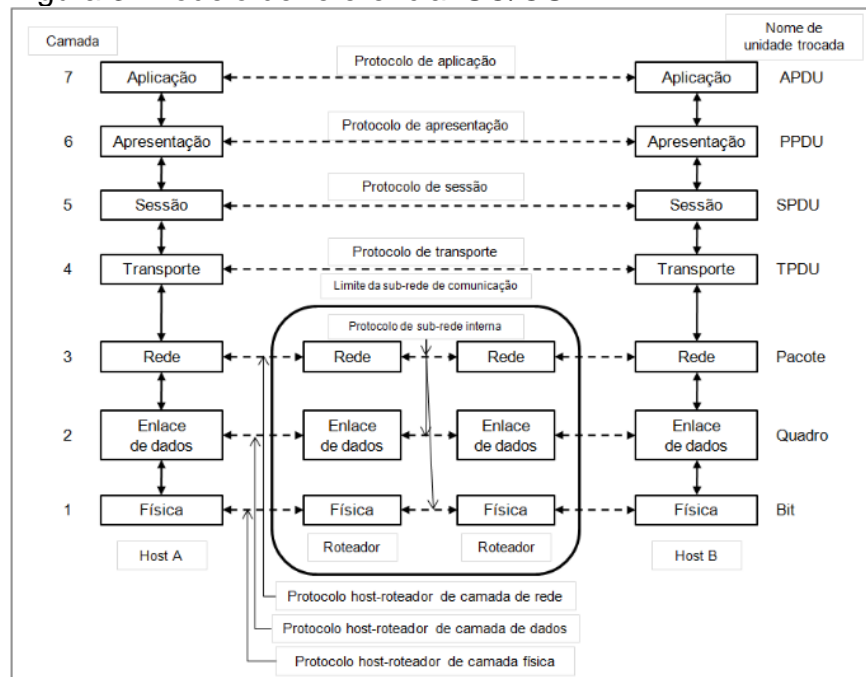 Camada
Nome de
unidade trocada
Protocolo de aplicação
7 Aplicação Aplicação APDU
Protocolo de apresentação
6 Apresentação Apresentação PPDU
Protocolo de sessão
5 Sessão Sessão SPDU
Protocolo de transporte
4 Transporte Transporte TPDU
Limite da sub-rede de comunicação
Protocolo de sub-rede interna
3 Rede Rede Rede Rede Pacote
Enlace Enlace Enlace Enlace
2 de dados de dados de dados de dados Quadro
1 Física Física Física Física Bit
Host A Roteador Roteador Host B
Protocolo host-roteador de camada de rede
Protocolo host-roteador de camada de dados
Protocolo host-roteador de camada física